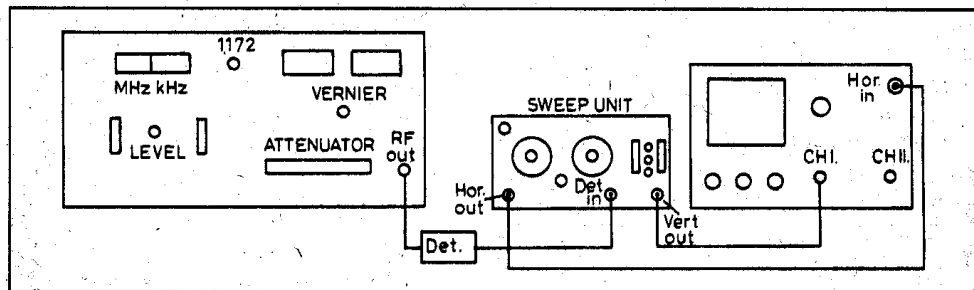 1172
MHz kHz
VERNIER
LEVEL
ATTENUATOR
RF
out
SWEEP UNIT
Hor.
in
CH I.
CH II.
Hor.
out
Det.
in
Vert
out
Det.